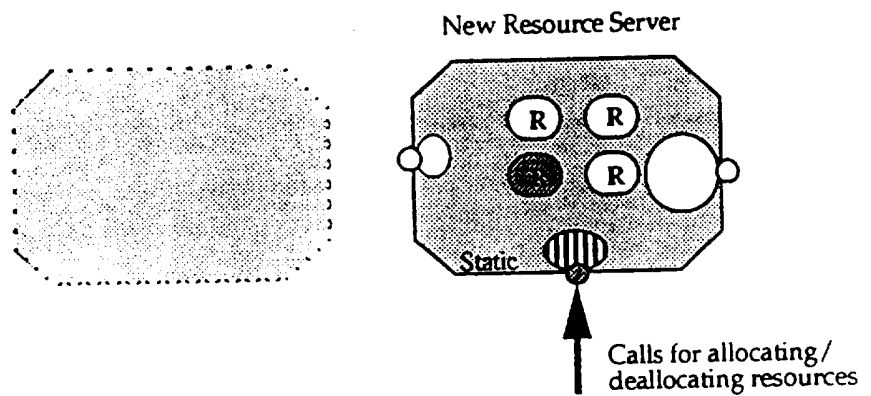 New Resource Server
R
R
R
Static
Calls for allocating/
deallocating resources